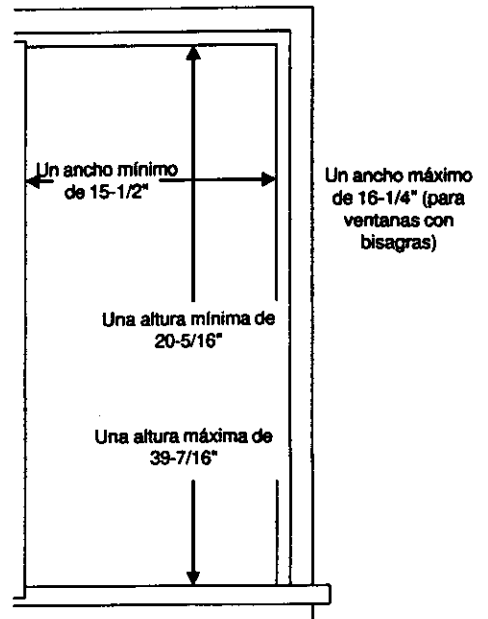 Un ancho mínimo
de 15-1/2"
Un ancho máximo
de 16-1/4" (para
ventanas con
bisagras)
Una altura mínima de
20-5/16"
Una altura máxima de
39-7/16"